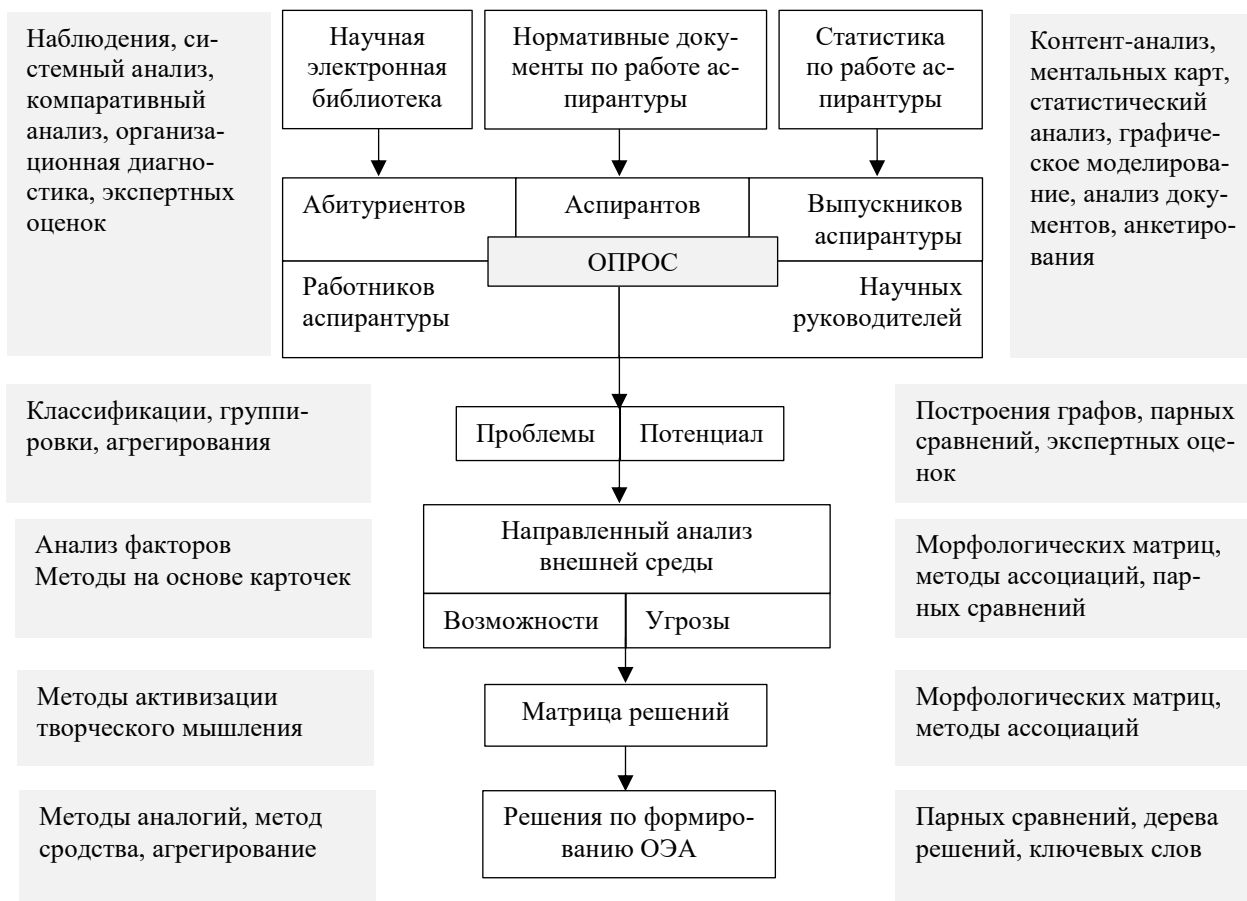 Наблюдения, си-
стемный анализ,
компаративный
анализ, организа-
ционная диагно-
стика, экспертных
оценок
Научная
электронная
библиотека
Нормативные доку-
менты по работе ас-
пирантуры
Статистика
по работе ас-
пирантуры
Контент-анализ,
ментальных карт,
статистический
анализ, графиче-
ское моделирова-
ние, анализ доку-
ментов, анкетиро-
вания
Абитуриентов
Аспирантов
Выпускников
аспирантуры
ОПРОС
Работников
аспирантуры
Научных
руководителей
Классификации, группи-
ровки, агрегирования
Проблемы
Потенциал
Построения графов, парных
сравнений, экспертных оце-
нок
Анализ факторов
Методы на основе карточек
Направленный анализ
внешней среды
Возможности
Угрозы
Морфологических матриц,
методы ассоциаций, пар-
ных сравнений
Методы активизации
творческого мышления
Матрица решений
Морфологических матриц,
методы ассоциаций
Методы аналогий, метод
сродства, агрегирование
Решения по формиро-
ванию ОЭА
Парных сравнений, дерева
решений, ключевых слов